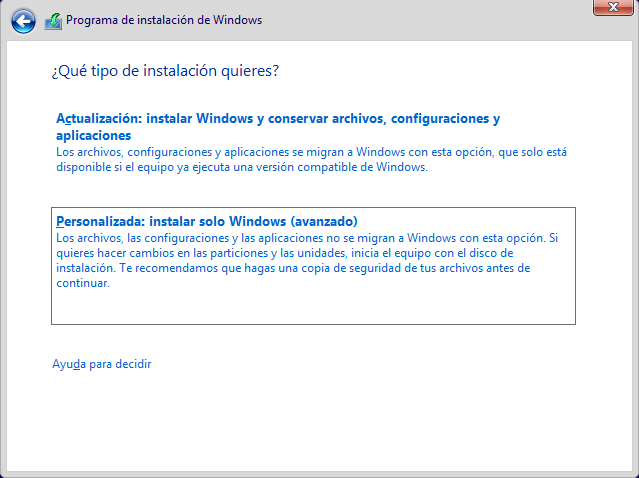 Programa de instalación de Windows
¿Qué tipo de instalación quieres?
Actualización: instalar Windows y conservar archivos, configuraciones y
aplicaciones
Los archivos, configuraciones y aplicaciones se migran a Windows con esta opción, que solo está
disponible si el equipo ya ejecuta una versión compatible de Windows.
Personalizada: instalar solo Windows (avanzado)
Los archivos, las configuraciones y las aplicaciones no se migran a Windows con esta opción. Si
quieres hacer cambios en las particiones y las unidades, inicia el equipo con el disco de
instalación. Te recomendamos que hagas una copia de seguridad de tus archivos antes de
continuar.
Ayuda para decidir